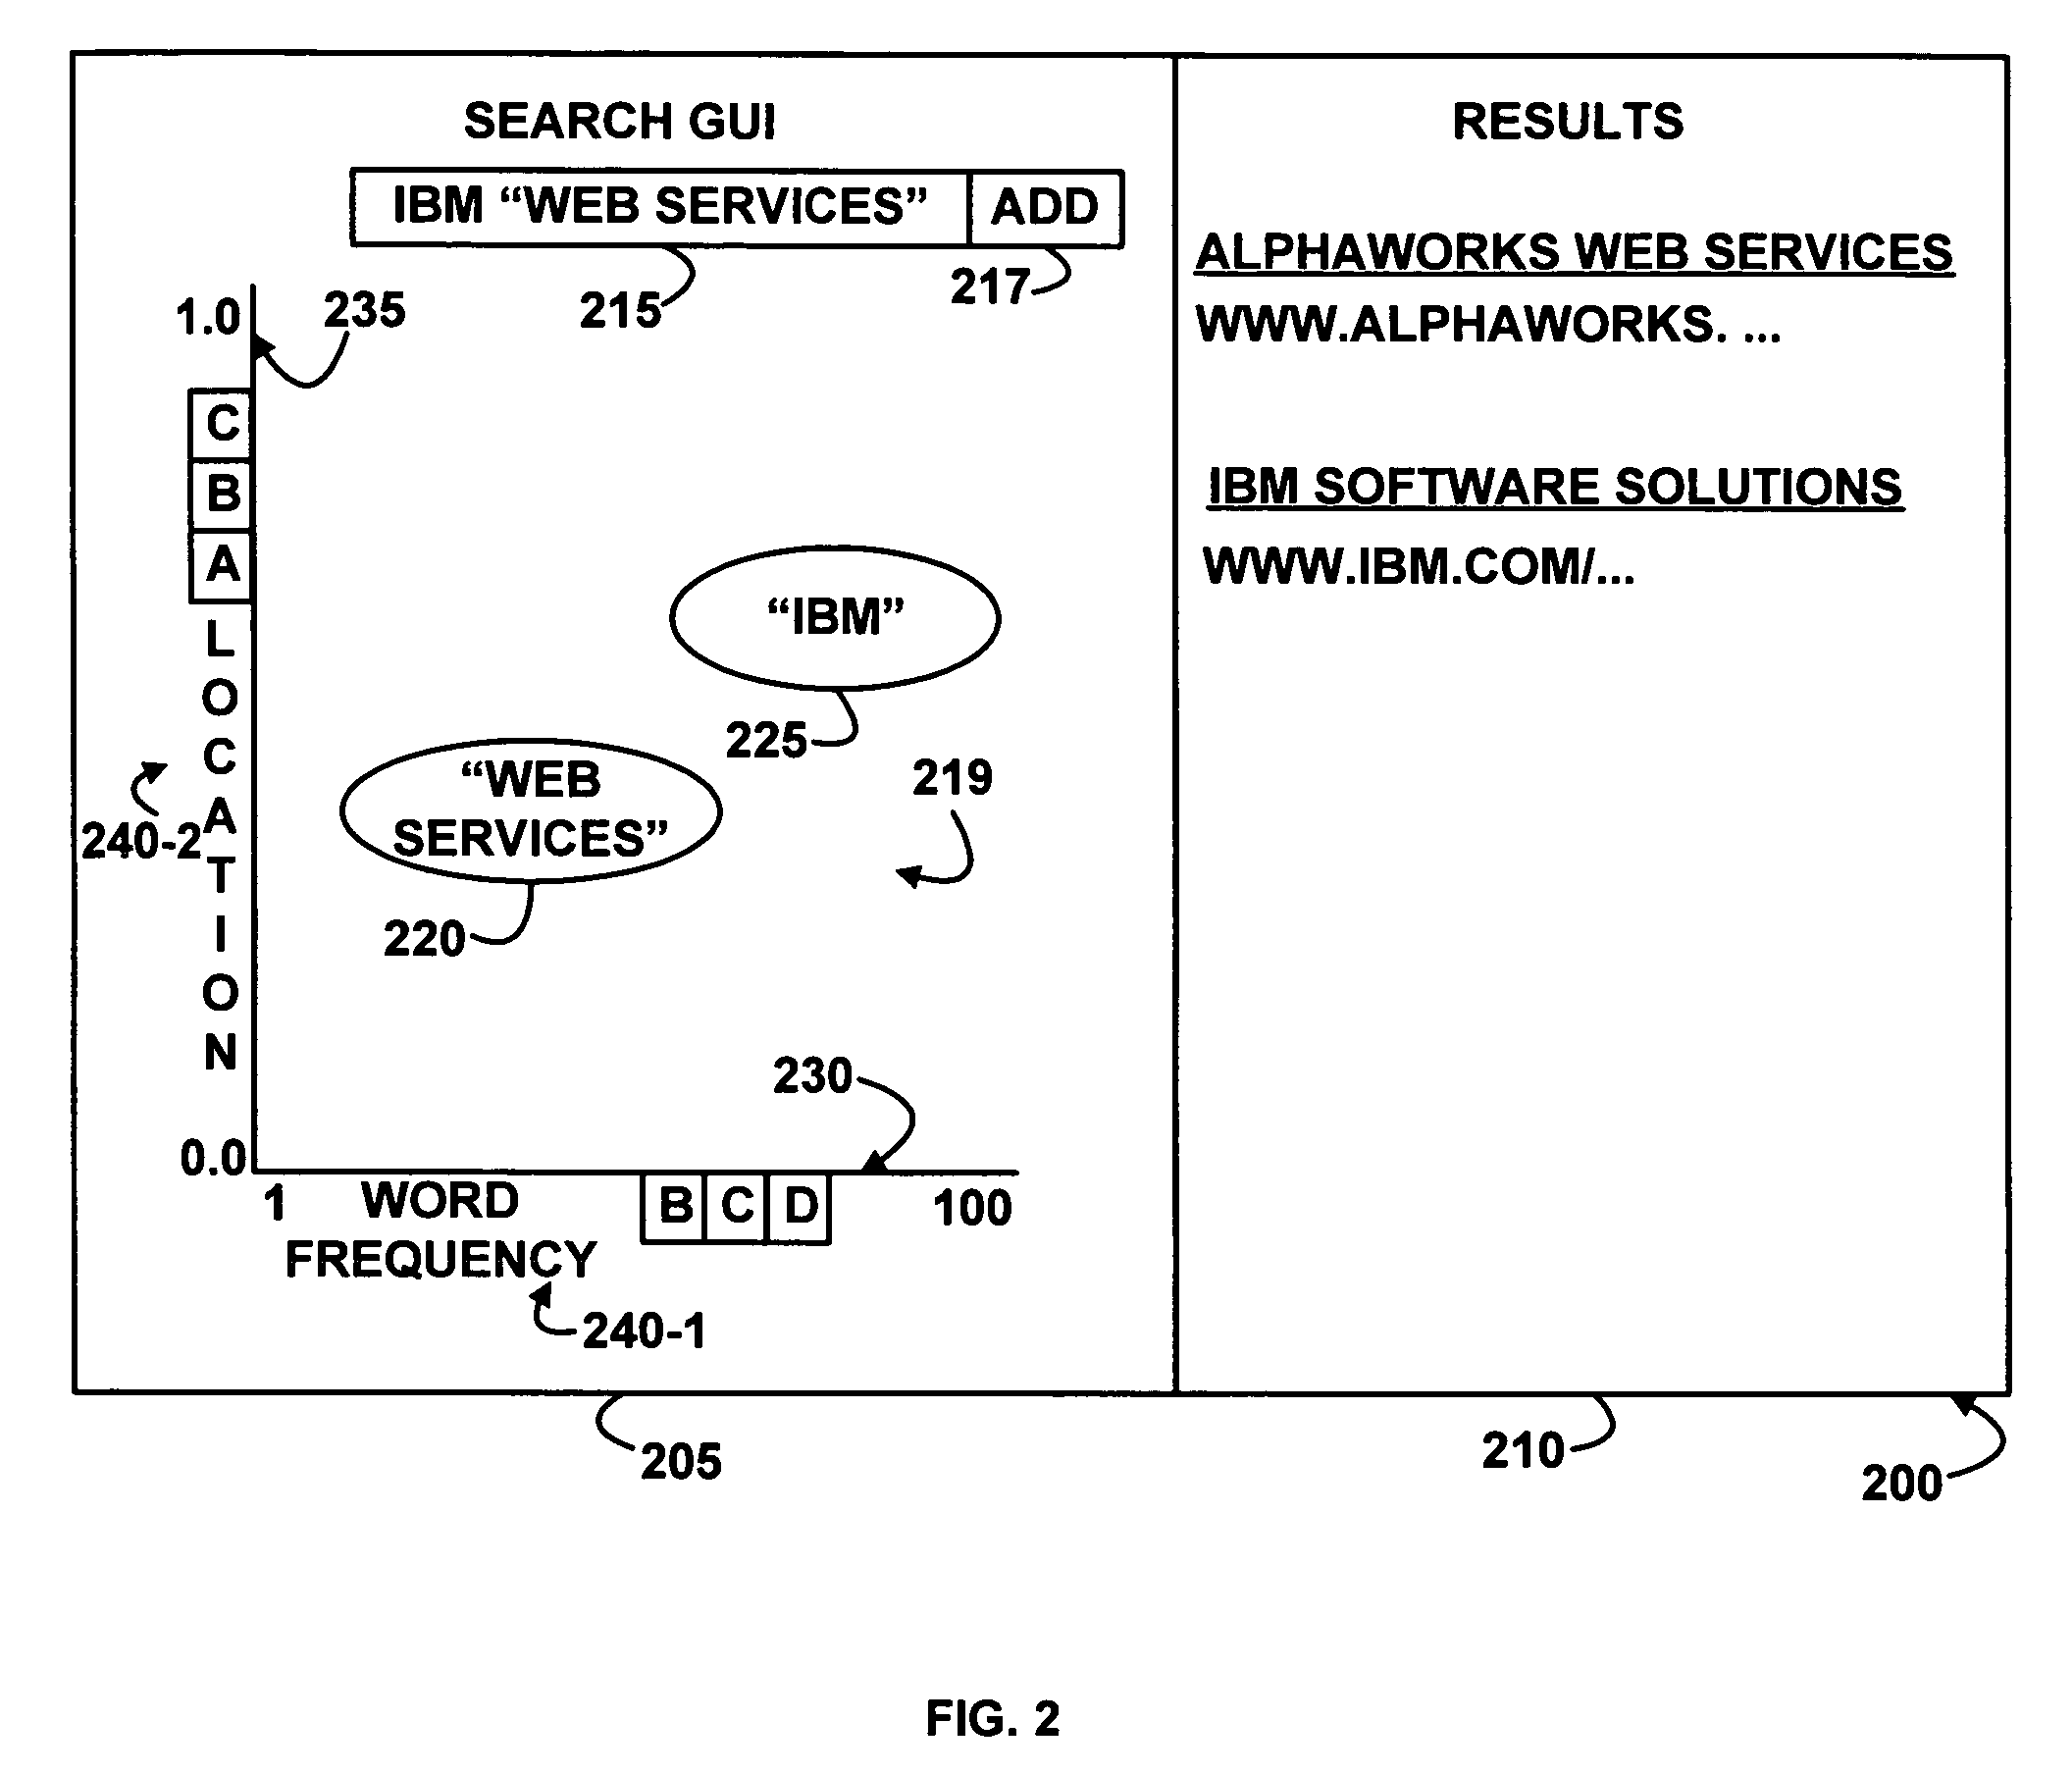 SEARCH GUI
IBM “WEB SERVICES” ADD
215
217
1.0
235
C
B
A
LOCATION
240-2
“IBM”
225
“WEB
SERVICES”
220
219
230
0.0
1
WORD
FREQUENCY
B C D
100
240-1
205
RESULTS
ALPHAWORKS WEB SERVICES
WWW.ALPHAWORKS. ...
IBM SOFTWARE SOLUTIONS
WWW.IBM.COM/...
210
200
FIG. 2